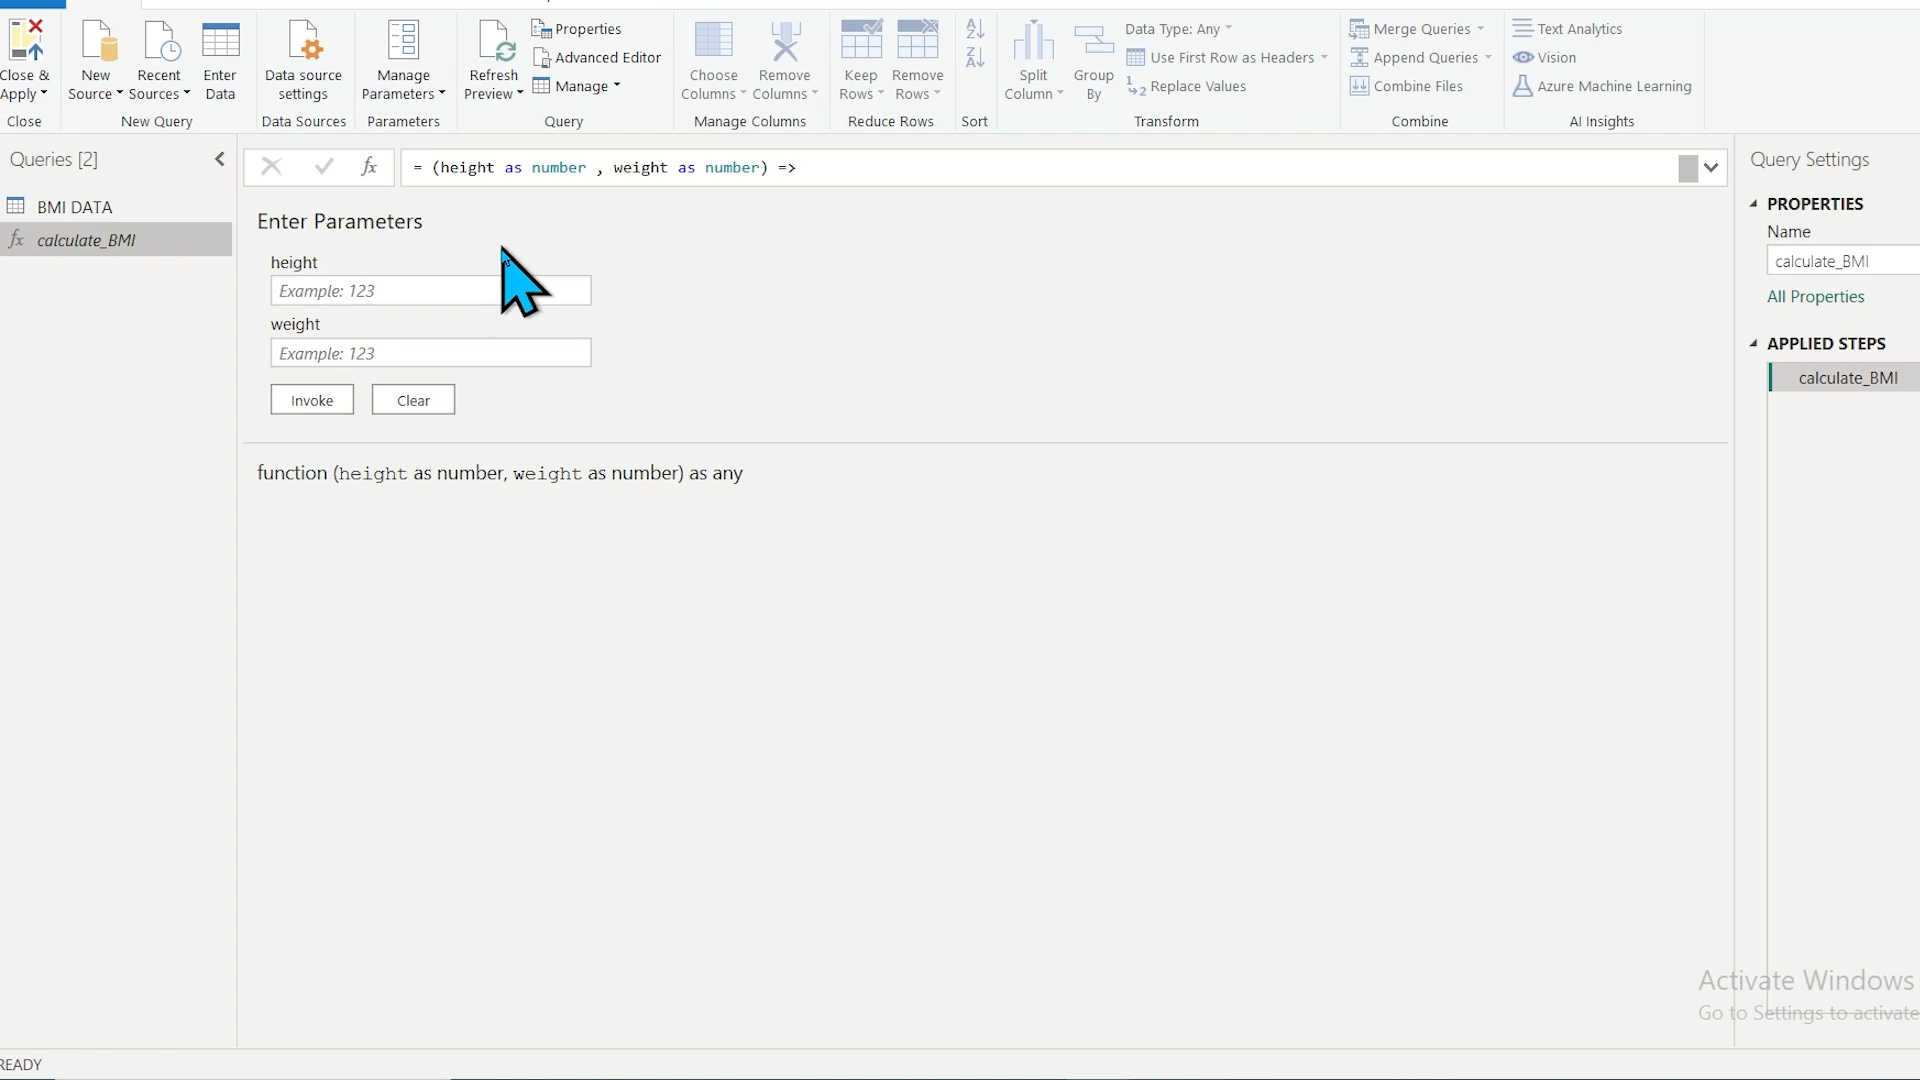 Close &
Apply
New
Source
Recent
Sources
Enter
Data
Data source
settings
Manage
Parameters
Refresh
Preview
Properties
Advanced Editor
Manage
Choose
Columns
Remove
Columns
Keep
Rows
Remove
Rows
Split
Column
Group
By
Data Type: Any
Use First Row as Headers
Replace Values
Merge Queries
Append Queries
Combine Files
Text Analytics
Vision
Azure Machine Learning
Close
New Query
Data Sources
Parameters
Query
Manage Columns
Reduce Rows
Sort
Transform
Combine
AI Insights
Queries [2]
BMI DATA
fx calculate_BMI
fx
= (height as number , weight as number) =>
Enter Parameters
height
Example: 123
weight
Example: 123
Invoke
Clear
function (height as number, weight as number) as any
Query Settings
PROPERTIES
Name
calculate_BMI
All Properties
APPLIED STEPS
calculate_BMI
Activate Windows
Go to Settings to activate
READY